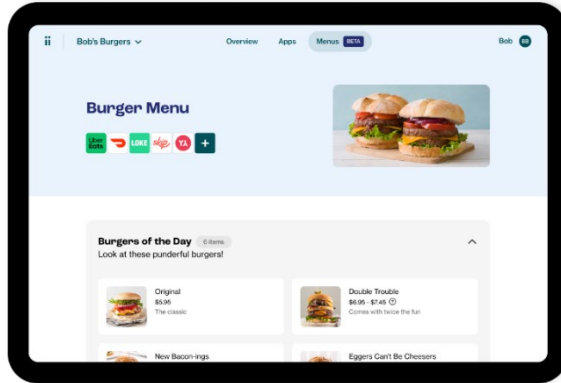 Bob's Burgers
Overview
Apps
Menus BETA
Bob BB
Burger Menu
Uber Eats
LOKE
skip
YA
+
Burgers of the Day 6 items
Look at these punderful burgers!
Original
$5.95
The classic
Double Trouble
$6.95 - $7.45
Comes with twice the fun
New Bacon-ings
Eggers Can't Be Cheesers